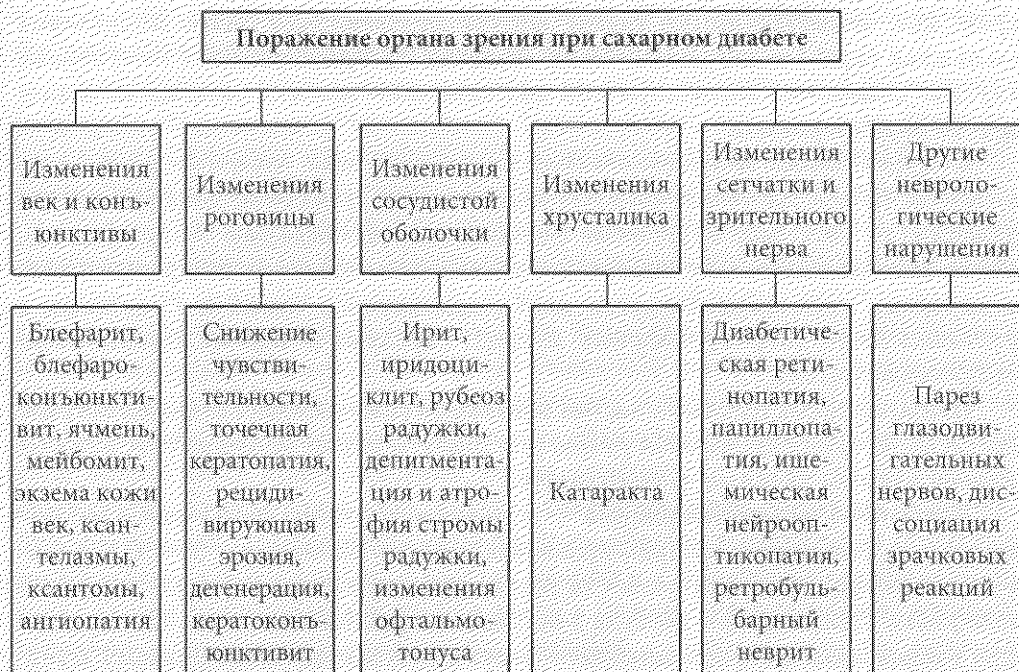 Поражение органа зрения при сахарном диабете
Изменения
век и конъ-
юнктивы
Изменения
роговицы
Изменения
сосудистой
оболочки
Изменения
хрусталика
Изменения
сетчатки и
зрительного
нерва
Другие
невроло-
гические
нарушения
Блефарит,
блефаро-
конъюнкти-
вит, ячмень,
мейбомит,
экзема кожи
век, ксан-
телазмы,
ксантомы,
ангиопатия
Снижение
чувстви-
тельности,
точечная
кератопатия,
рециди-
вирующая
эрозия,
дегенерация,
кератоконъ-
юнктивит
Ирит,
иридоци-
клит, рубеоз
радужки,
депигмента-
ция и атро-
фия стромы
радужки,
изменения
офтальмо-
тонуса
Катаракта
Диабетиче-
ская рети-
нопатия,
папиллопа-
тия, ише-
мическая
нейрооп-
тикопатия,
ретробуль-
барный
неврит
Парез
глазодви-
гательных
нервов, дис-
социация
зрачковых
реакций